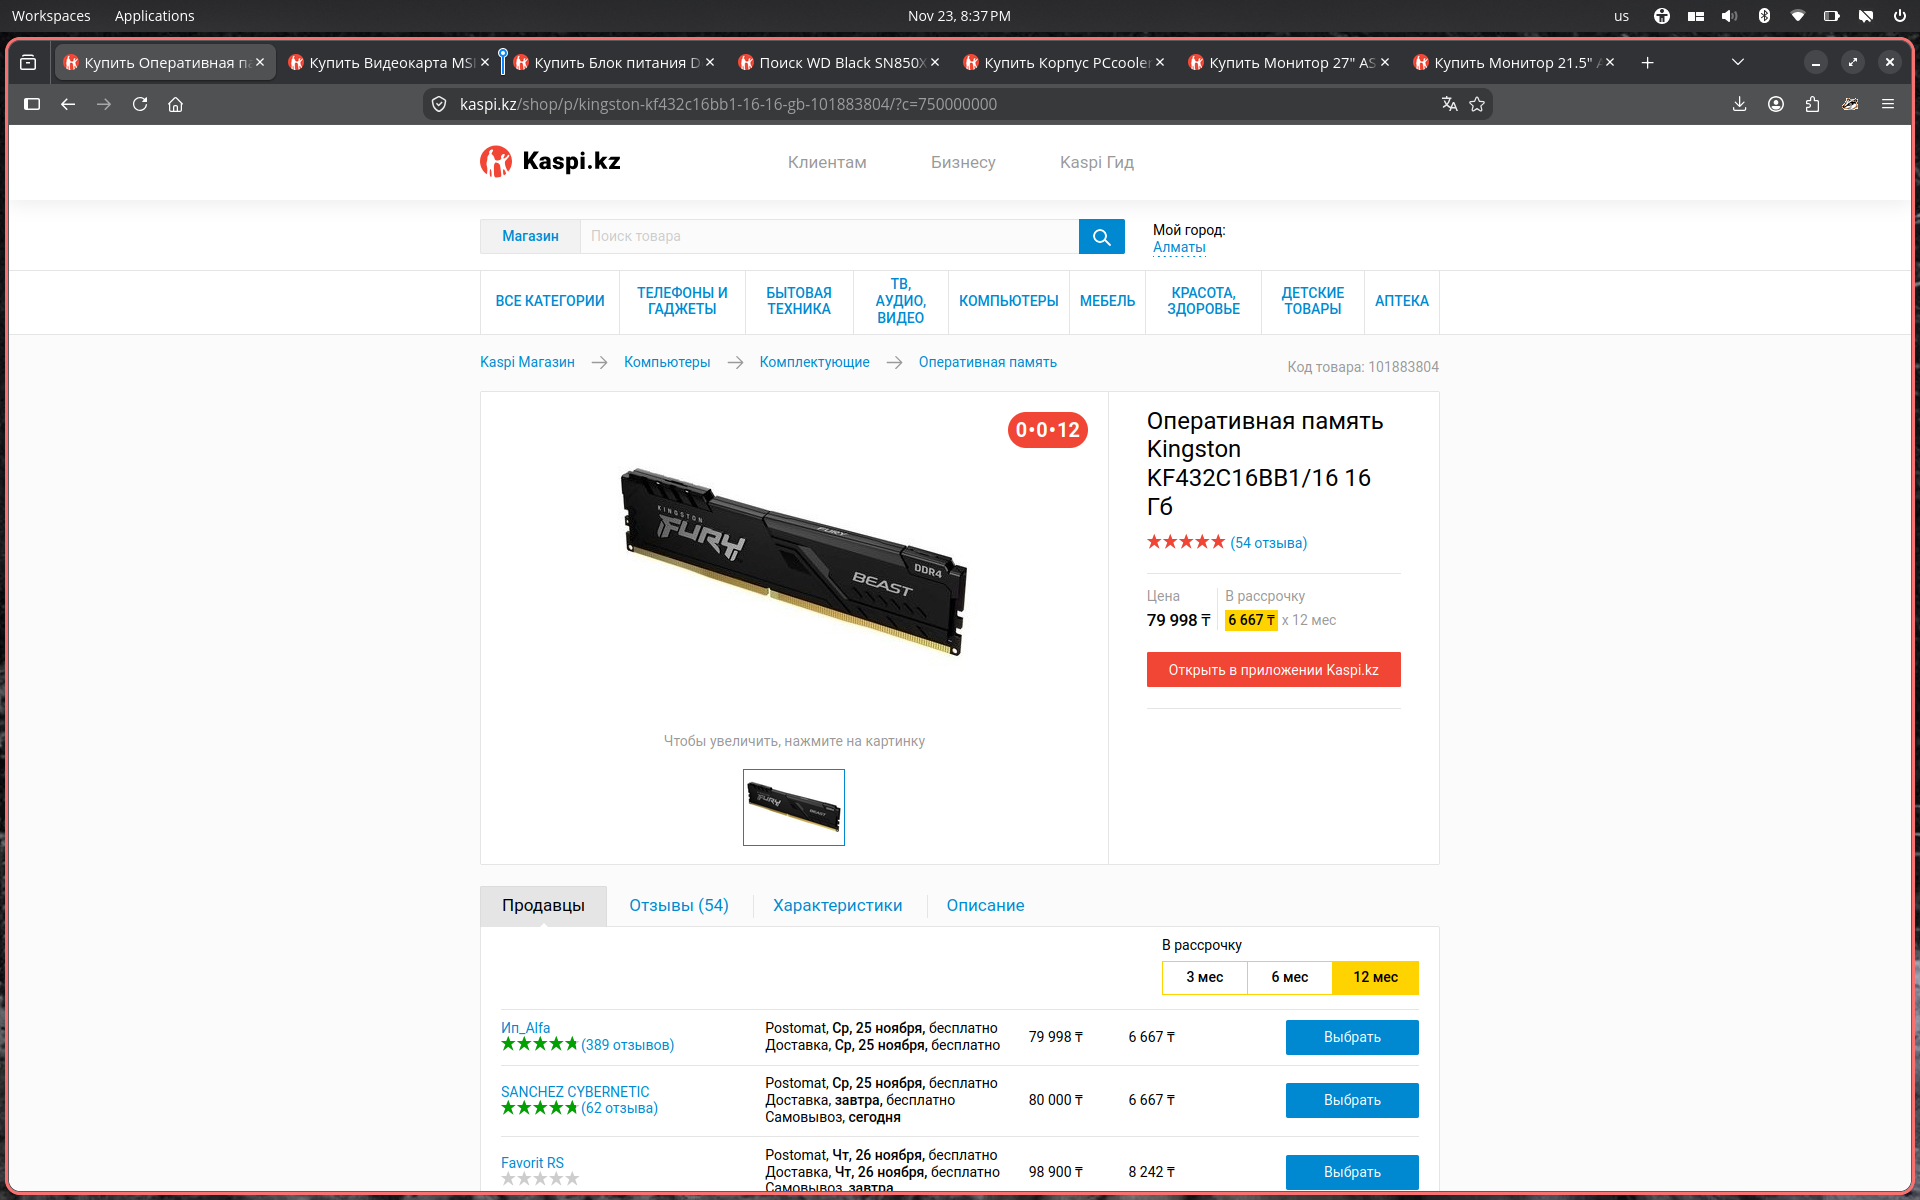 Workspaces Applications Nov 23, 8:37 PM us
Купить Оперативная па Купить Видеокарта MSI Купить Блок питания D Поиск WD Black SN850X Купить Корпус PCcooler Купить Монитор 27" AS Купить Монитор 21.5" A
kaspi.kz/shop/p/kingston-kf432c16bb1-16-16-gb-101883804/?c=750000000
Kaspi.kz Клиентам Бизнесу Kaspi Гид
Магазин Поиск товара Мой город:
Алматы
ВСЕ КАТЕГОРИИ
ТЕЛЕФОНЫ И
ГАДЖЕТЫ
БЫТОВАЯ
ТЕХНИКА
ТВ,
АУДИО,
ВИДЕО
КОМПЬЮТЕРЫ
МЕБЕЛЬ
КРАСОТА,
ЗДОРОВЬЕ
ДЕТСКИЕ
ТОВАРЫ
АПТЕКА
Kaspi Магазин Компьютеры Комплектующие Оперативная память Код товара: 101883804
0·0·12
KINGSTON
FURY
FURY
BEAST
DDR4
Чтобы увеличить, нажмите на картинку
FURY
BEAST
Оперативная память
Kingston
KF432C16BB1/16 16
Гб
(54 отзыва)
Цена В рассрочку
79 998 ₸ 6 667 ₸ x 12 мес
Открыть в приложении Kaspi.kz
Продавцы Отзывы (54) Характеристики Описание
В рассрочку
3 мес 6 мес 12 мес
Ип_Alfa
(389 отзывов)
Postomat, Ср, 25 ноября, бесплатно
Доставка, Ср, 25 ноября, бесплатно
79 998 ₸ 6 667 ₸ Выбрать
SANCHEZ CYBERNETIC
(62 отзыва)
Postomat, Ср, 25 ноября, бесплатно
Доставка, завтра, бесплатно
Самовывоз, сегодня
80 000 ₸ 6 667 ₸ Выбрать
Favorit RS
Postomat, Чт, 26 ноября, бесплатно
Доставка, Чт, 26 ноября, бесплатно
Самовывоз, завтра
98 900 ₸ 8 242 ₸ Выбрать